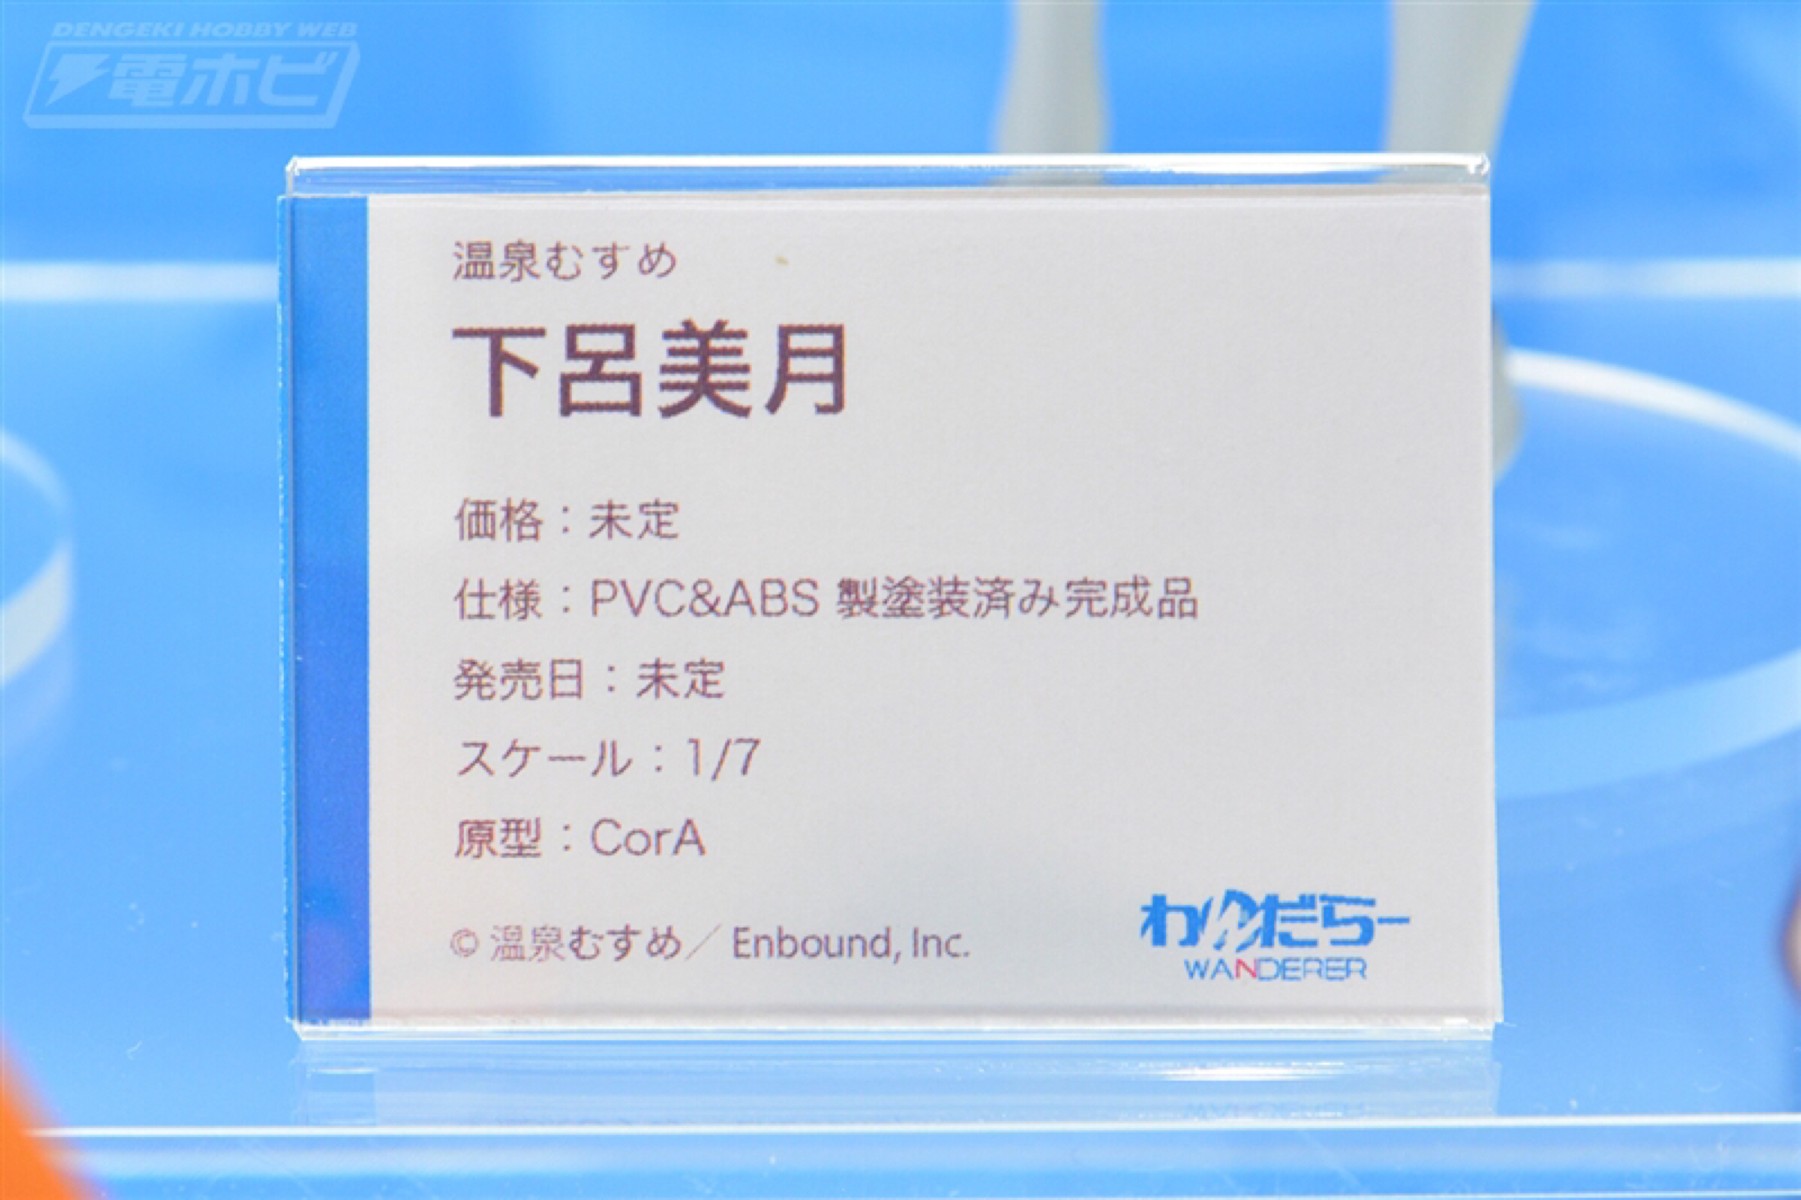 DENGEKI HOBBY WEB
電ホビ
温泉むすめ
下呂美月
価格：未定
仕様：PVC&ABS 製塗装済み完成品
発売日：未定
スケール：1/7
原型：CorA
© 温泉むすめ／ Enbound, Inc.
わんだらー
WANDERER